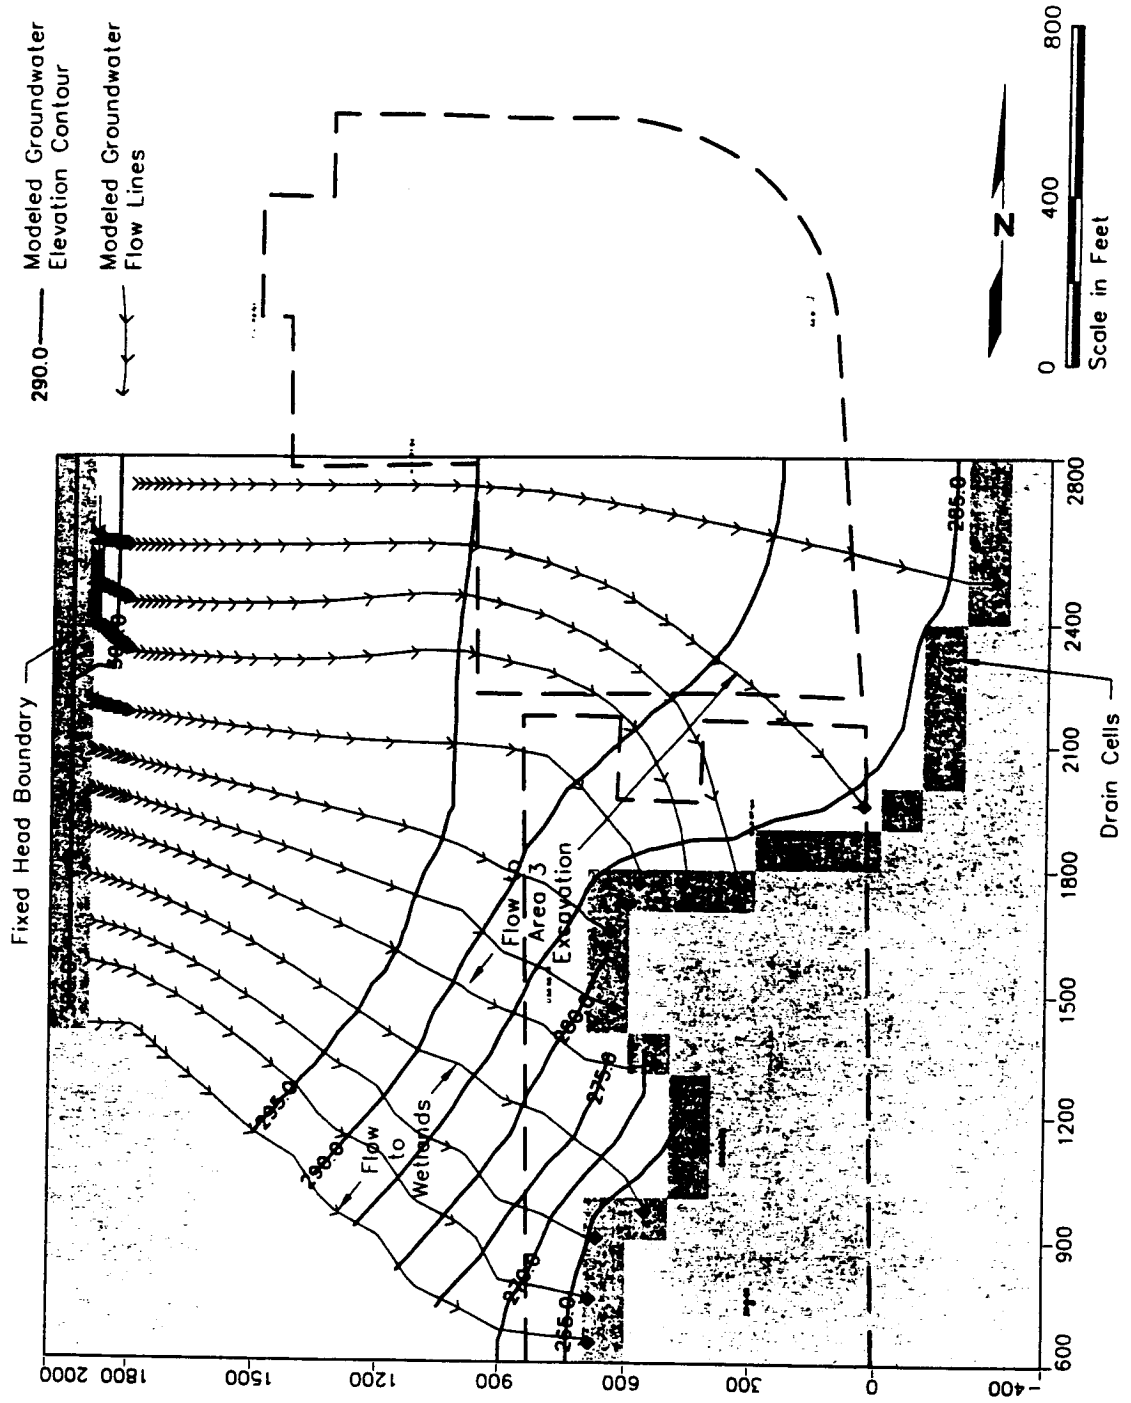 290.0
Modeled Groundwater
Elevation Contour
Modeled Groundwater
Flow Lines
Fixed Head Boundary
295.0
290.0
280.0
275.0
270.0
265.0
285.0
Flow to
Area 3
Excavation
Flow
to
Wetlands
Drain Cells
N
0 400 800
Scale in Feet
2000 1800 1500 1200 900 600 300 0 -400
600 900 1200 1500 1800 2100 2400 2800